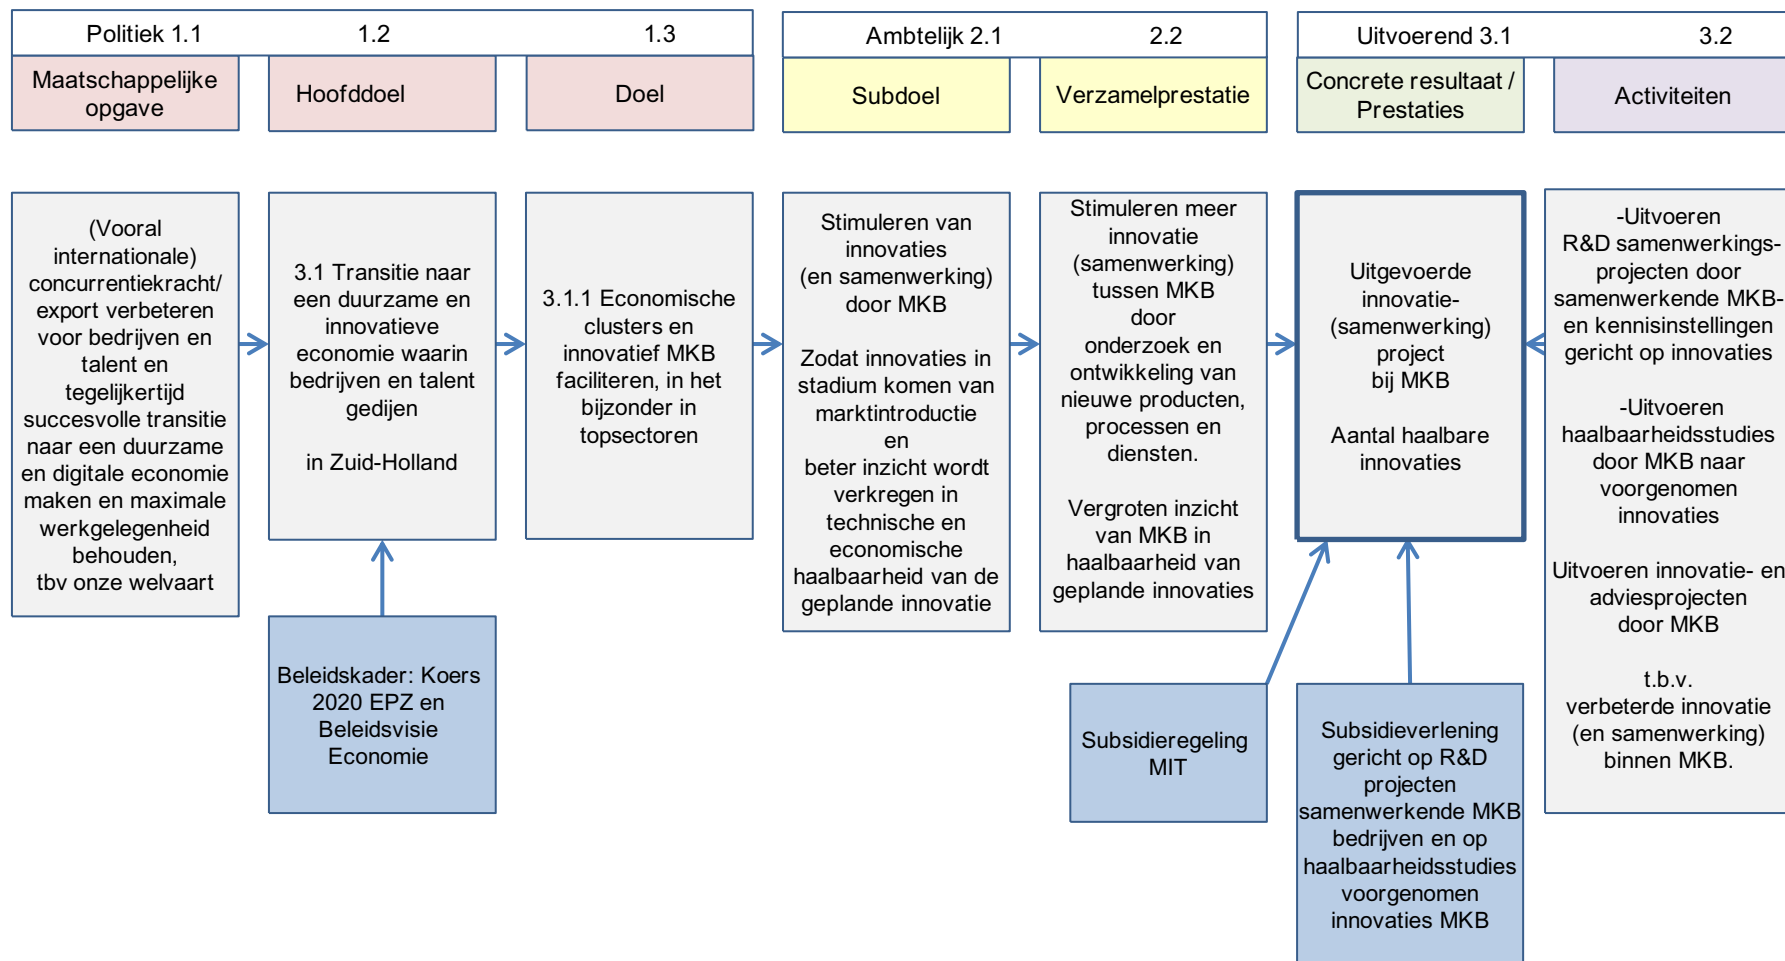 Politiek 1.1
1.2
1.3
Ambtelijk 2.1
2.2
Uitvoerend 3.1
3.2
Maatschappelijke
opgave
Hoofddoel
Doel
Subdoel
Verzamelprestatie
Concrete resultaat /
Prestaties
Activiteiten
(Vooral
internationale)
concurrentiekracht/
export verbeteren
voor bedrijven en
talent en
tegelijkertijd
succesvolle transitie
naar een duurzame
en digitale economie
maken en maximale
werkgelegenheid
behouden,
tbv onze welvaart
3.1 Transitie naar
een duurzame en
innovatieve
economie waarin
bedrijven en talent
gedijen
in Zuid-Holland
3.1.1 Economische
clusters en
innovatief MKB
faciliteren, in het
bijzonder in
topsectoren
Stimuleren van
innovaties
(en samenwerking)
door MKB
Zodat innovaties in
stadium komen van
marktintroductie
en
beter inzicht wordt
verkregen in
technische en
economische
haalbaarheid van de
geplande innovatie
Stimuleren meer
innovatie
(samenwerking)
tussen MKB
door
onderzoek en
ontwikkeling van
nieuwe producten,
processen en
diensten.
Vergroten inzicht
van MKB in
haalbaarheid van
geplande innovaties
Uitgevoerde
innovatie-
(samenwerking)
project
bij MKB
Aantal haalbare
innovaties
-Uitvoeren
R&D samenwerkings-
projecten door
samenwerkende MKB-
en kennisinstellingen
gericht op innovaties
-Uitvoeren
haalbaarheidsstudies
door MKB naar
voorgenomen
innovaties
Uitvoeren innovatie- en
adviesprojecten
door MKB
t.b.v.
verbeterde innovatie
(en samenwerking)
binnen MKB.
Beleidskader: Koers
2020 EPZ en
Beleidsvisie
Economie
Subsidieregeling
MIT
Subsidieverlening
gericht op R&D
projecten
samenwerkende MKB
bedrijven en op
haalbaarheidsstudies
voorgenomen
innovaties MKB